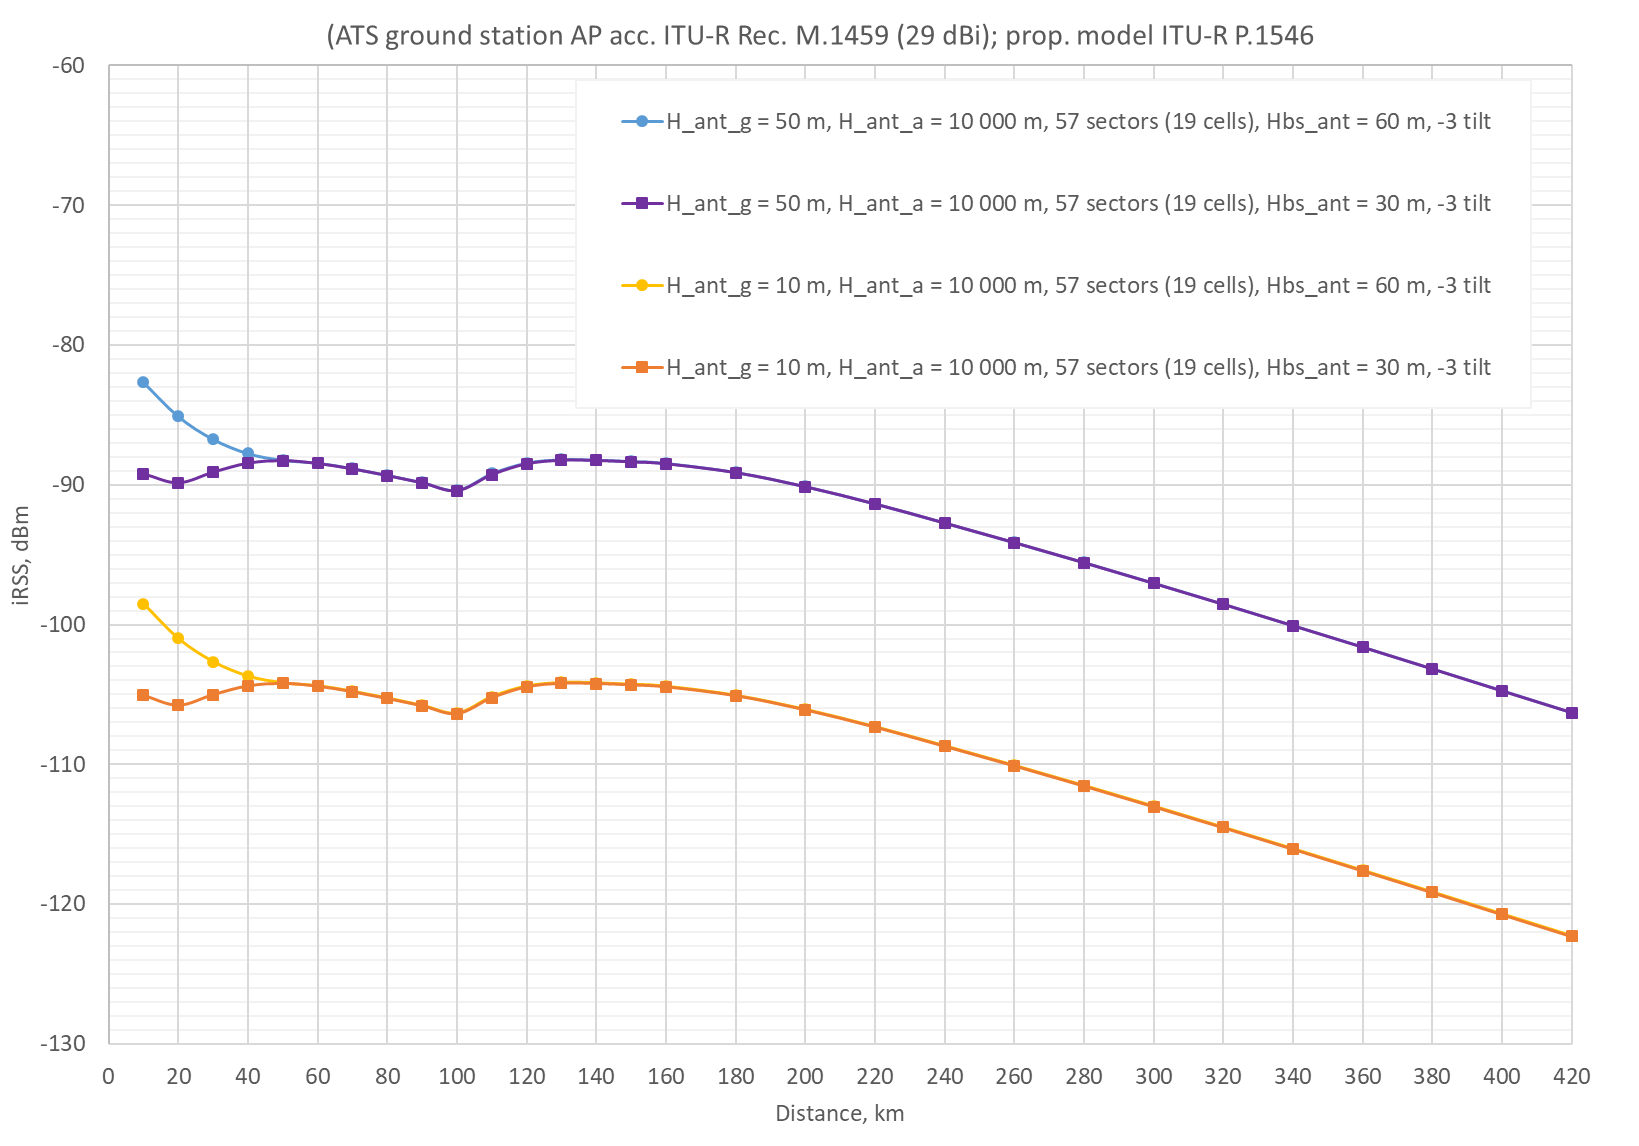 (ATS ground station AP acc. ITU-R Rec. M.1459 (29 dBi); prop. model ITU-R P.1546
-60
H_ant_g = 50 m, H_ant_a = 10 000 m, 57 sectors (19 cells), Hbs_ant = 60 m, -3 tilt
-70
H_ant_g = 50 m, H_ant_a = 10 000 m, 57 sectors (19 cells), Hbs_ant = 30 m, -3 tilt
H_ant_g = 10 m, H_ant_a = 10 000 m, 57 sectors (19 cells), Hbs_ant = 60 m, -3 tilt
-80
H_ant_g = 10 m, H_ant_a = 10 000 m, 57 sectors (19 cells), Hbs_ant = 30 m, -3 tilt
-90
iRSS, dBm
-100
-110
-120
-130
0 20 40 60 80 100 120 140 160 180 200 220 240 260 280 300 320 340 360 380 400 420
Distance, km